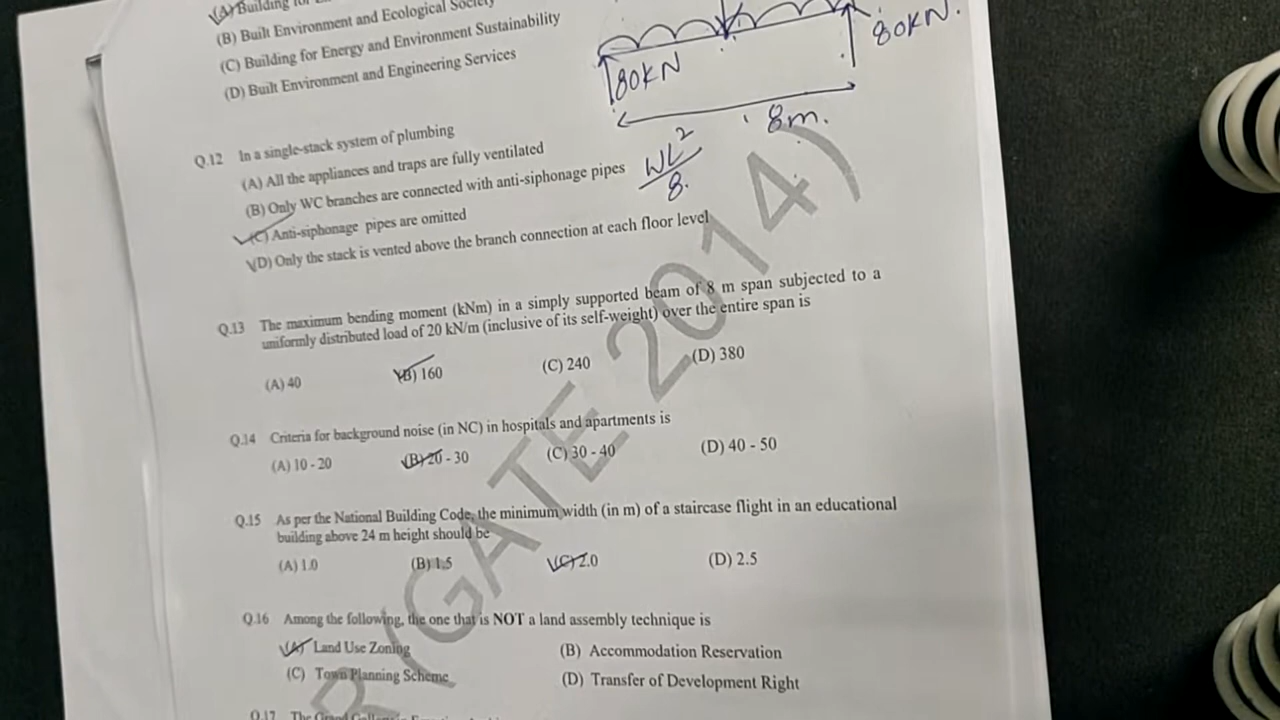 (A) Building for
80KN.
(B) Built Environment and Ecological Society
(C) Building for Energy and Environment Sustainability
80KN
(D) Built Environment and Engineering Services
8m.
Q.12 In a single-stack system of plumbing
(A) All the appliances and traps are fully ventilated
(B) Only WC branches are connected with anti-siphonage pipes
WL²
8.
(C) Anti-siphonage pipes are omitted
(D) Only the stack is vented above the branch connection at each floor level
Q.13 The maximum bending moment (kNm) in a simply supported beam of 8 m span subjected to a
uniformly distributed load of 20 kN/m (inclusive of its self-weight) over the entire span is
(A) 40 (B) 160 (C) 240 (D) 380
Q.14 Criteria for background noise (in NC) in hospitals and apartments is
(A) 10 - 20 (B) 20 - 30 (C) 30 - 40 (D) 40 - 50
Q.15 As per the National Building Code, the minimum width (in m) of a staircase flight in an educational
building above 24 m height should be
(A) 1.0 (B) 1.5 (C) 2.0 (D) 2.5
Q.16 Among the following, the one that is NOT a land assembly technique is
(A) Land Use Zoning (B) Accommodation Reservation
(C) Town Planning Scheme (D) Transfer of Development Right
Q.17 The
R (GATE 2014)